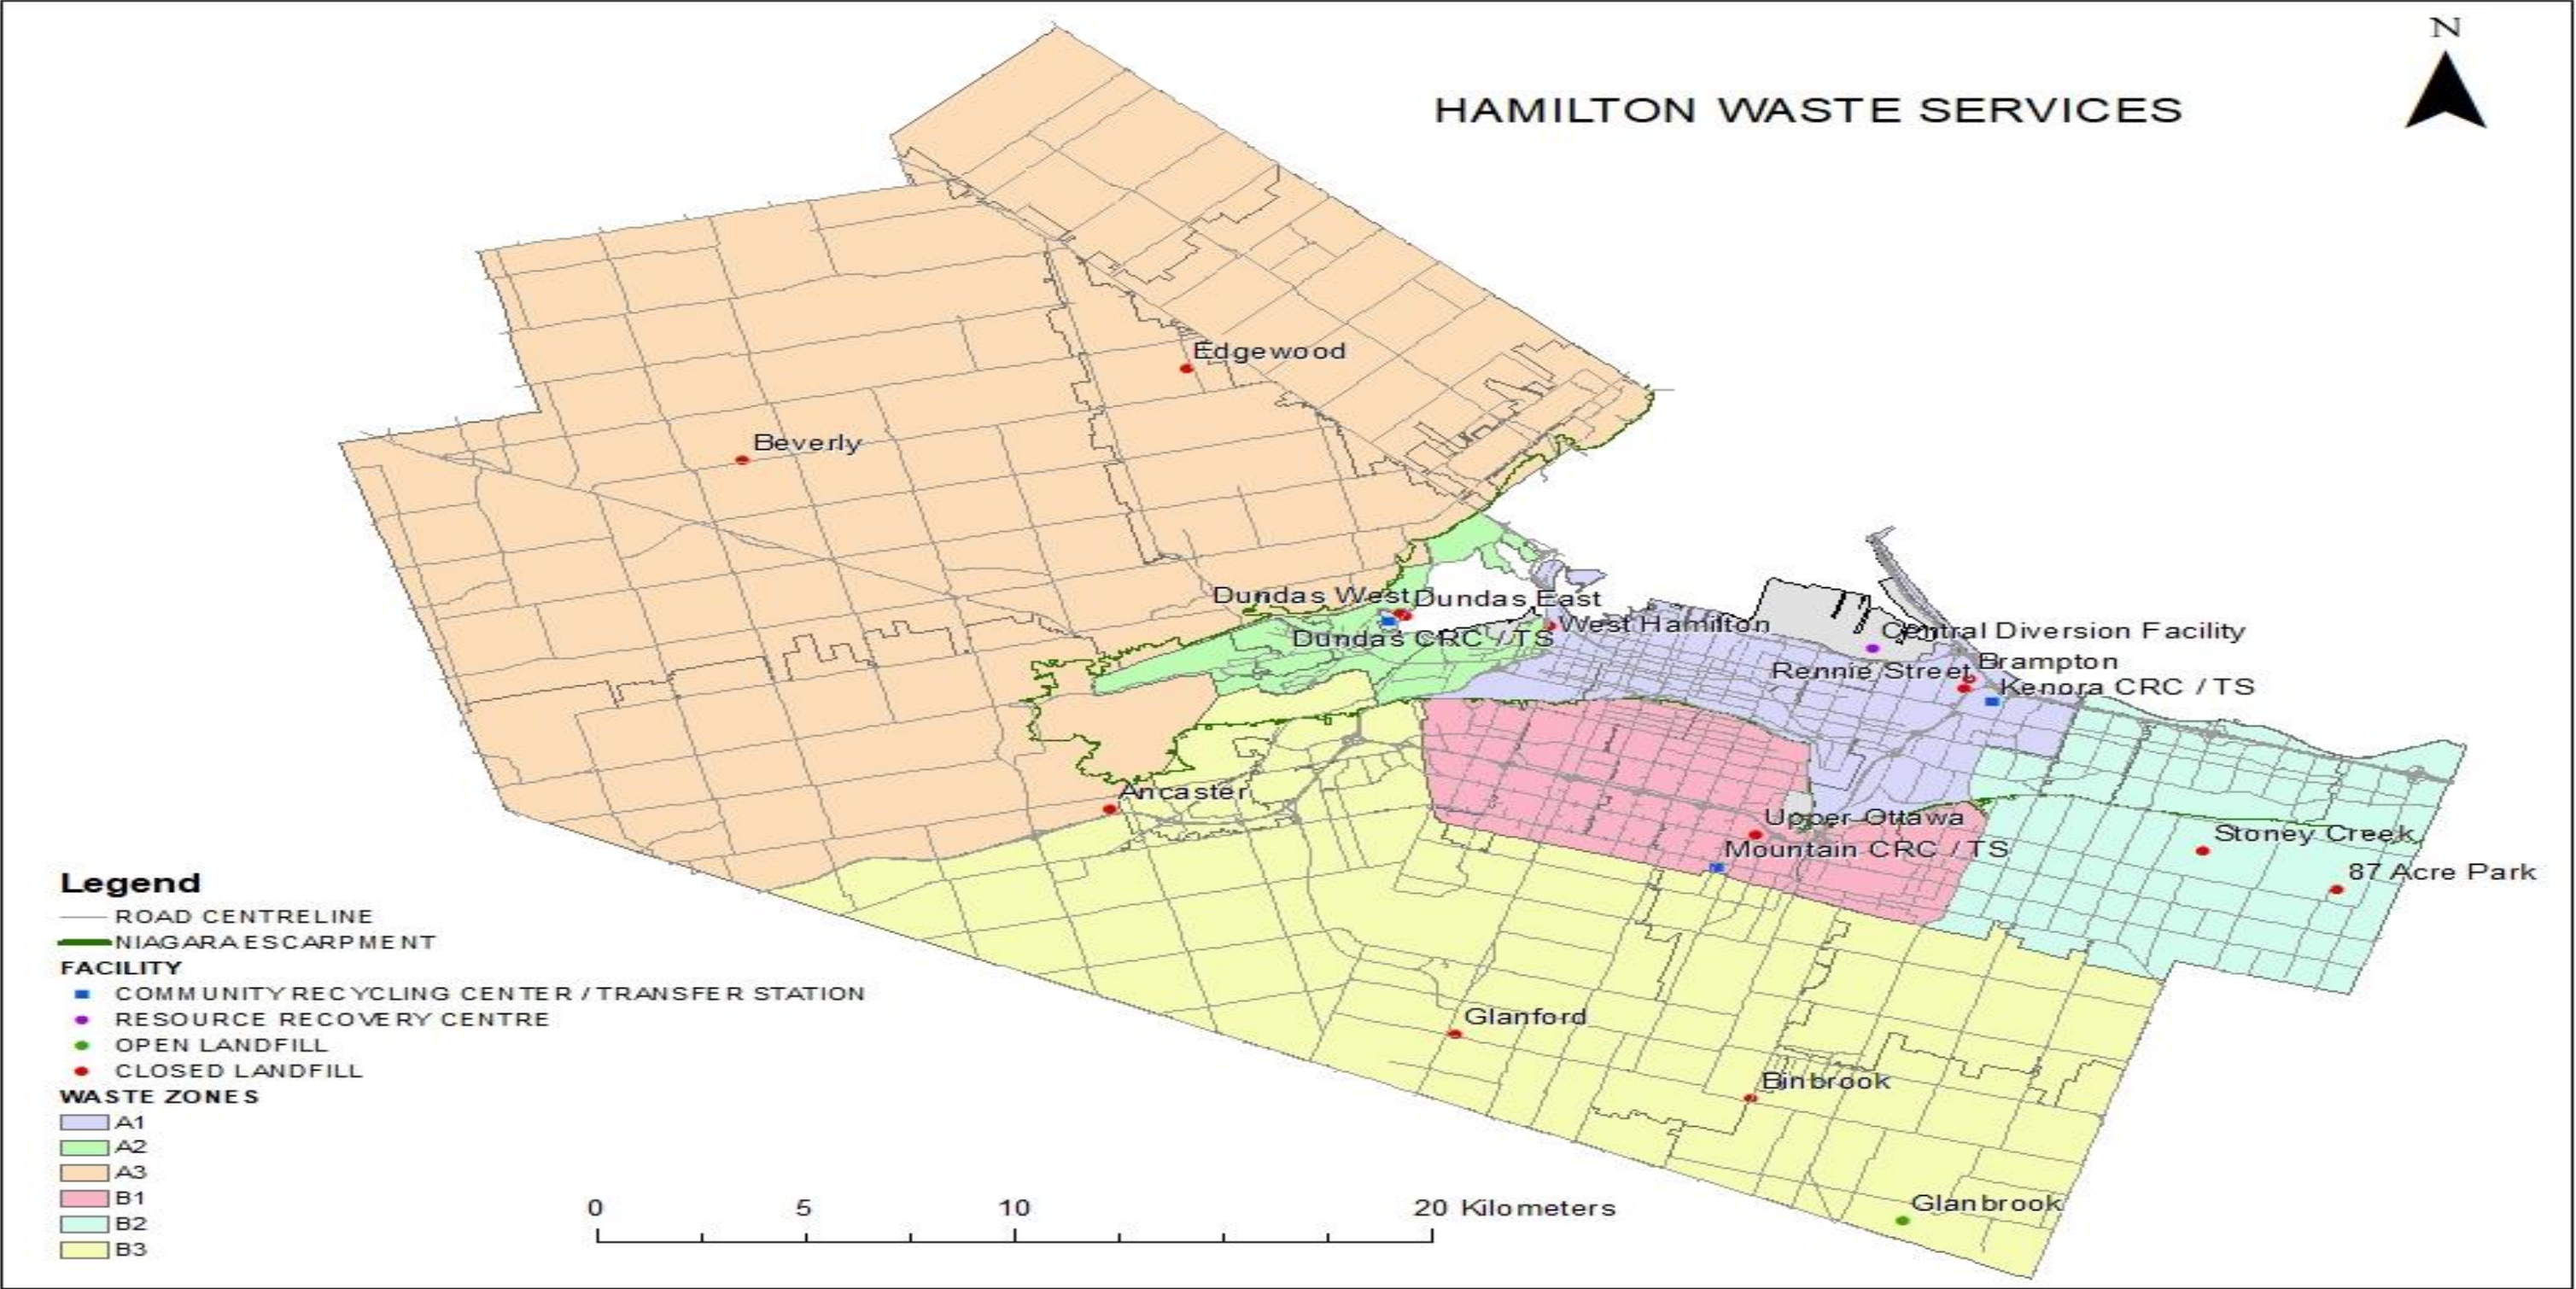 N
HAMILTON WASTE SERVICES
Edgewood
Beverly
Dundas West
Dundas East
West Hamilton
Dundas CRC / TS
Central Diversion Facility
Brampton
Rennie Street
Kenora CRC / TS
Ancaster
Upper Ottawa
Stoney Creek
Mountain CRC / TS
87 Acre Park
Glanford
Binbrook
Glanbrook
Legend
ROAD CENTRELINE
NIAGARA ESCARPMENT
FACILITY
COMMUNITY RECYCLING CENTER / TRANSFER STATION
RESOURCE RECOVERY CENTRE
OPEN LANDFILL
CLOSED LANDFILL
WASTE ZONES
A1
A2
A3
B1
B2
B3
0 5 10 20 Kilometers